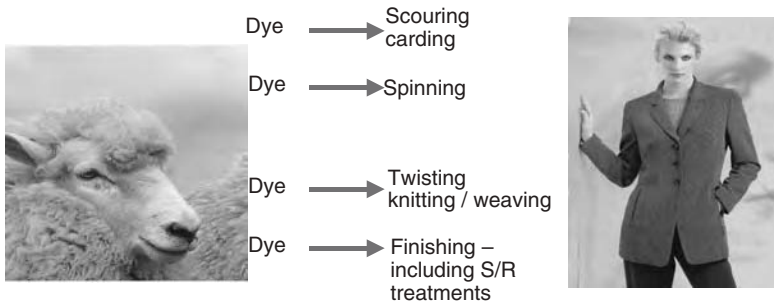 Dye Scouring
carding
Dye Spinning
Dye Twisting
knitting / weaving
Dye Finishing –
including S/R
treatments